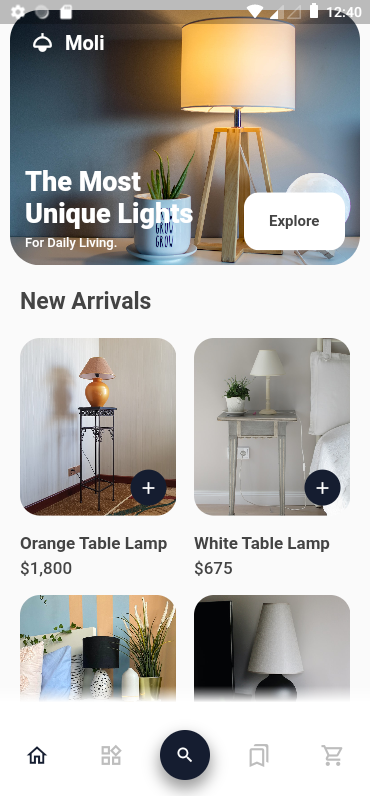 12:40
Moli
The Most
Unique Lights
For Daily Living.
GROW
GROW
Explore
New Arrivals
Orange Table Lamp
$1,800
White Table Lamp
$675